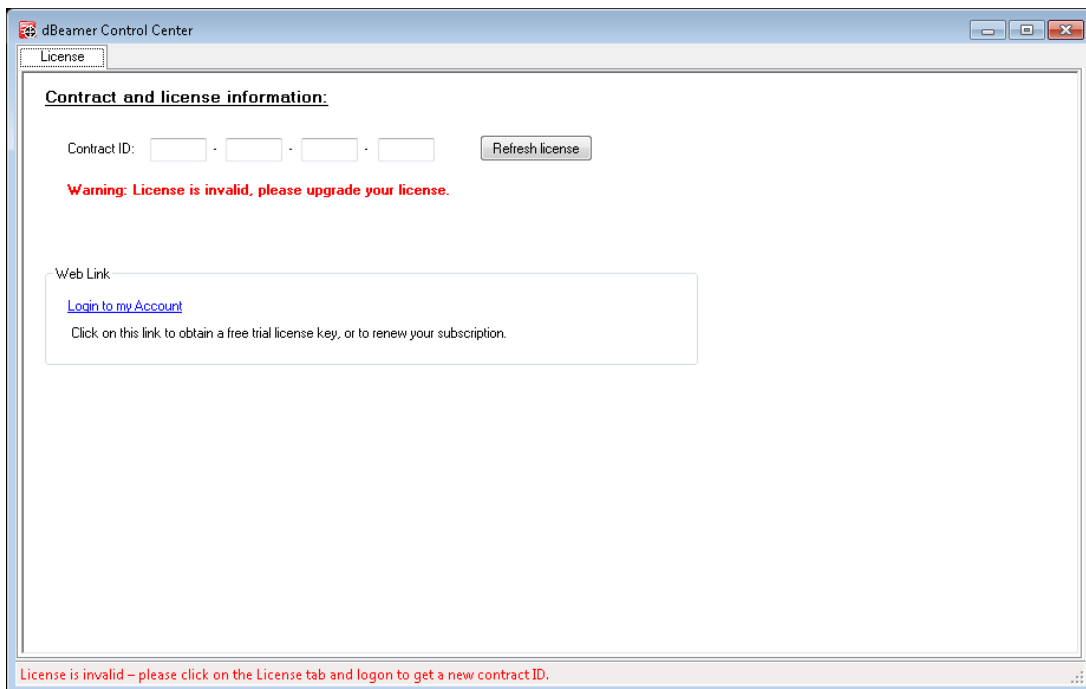 dBeamer Control Center
License
Contract and license information:
Contract ID: - - - Refresh license
Warning: License is invalid, please upgrade your license.
Web Link
Login to my Account
Click on this link to obtain a free trial license key, or to renew your subscription.
License is invalid – please click on the License tab and logon to get a new contract ID.